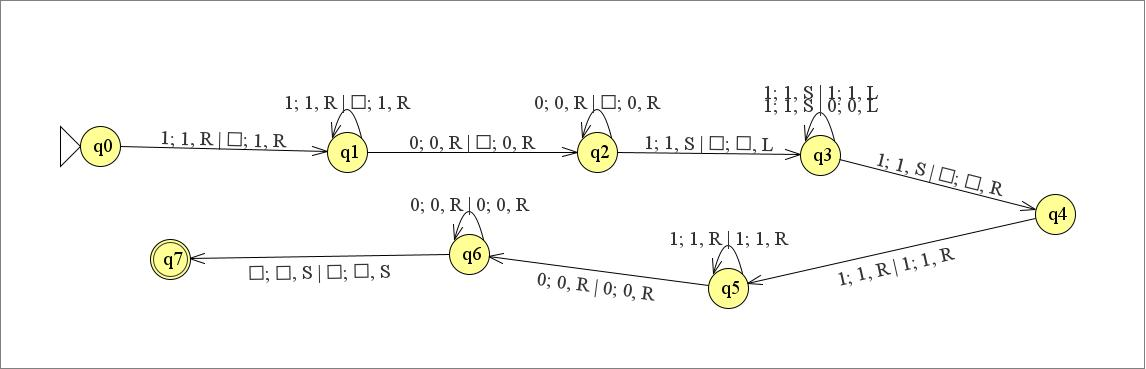 1; 1, S | 1; 1, L
1; 1, S | 0; 0, L
1; 1, R | □; 1, R
0; 0, R | □; 0, R
q0
1; 1, R | □; 1, R
q1
0; 0, R | □; 0, R
q2
1; 1, S | □; □, L
q3
1; 1, S | □; □, R
q4
0; 0, R | 0; 0, R
1; 1, R | 1; 1, R
q7
□; □, S | □; □, S
q6
0; 0, R | 0; 0, R
q5
1; 1, R | 1; 1, R